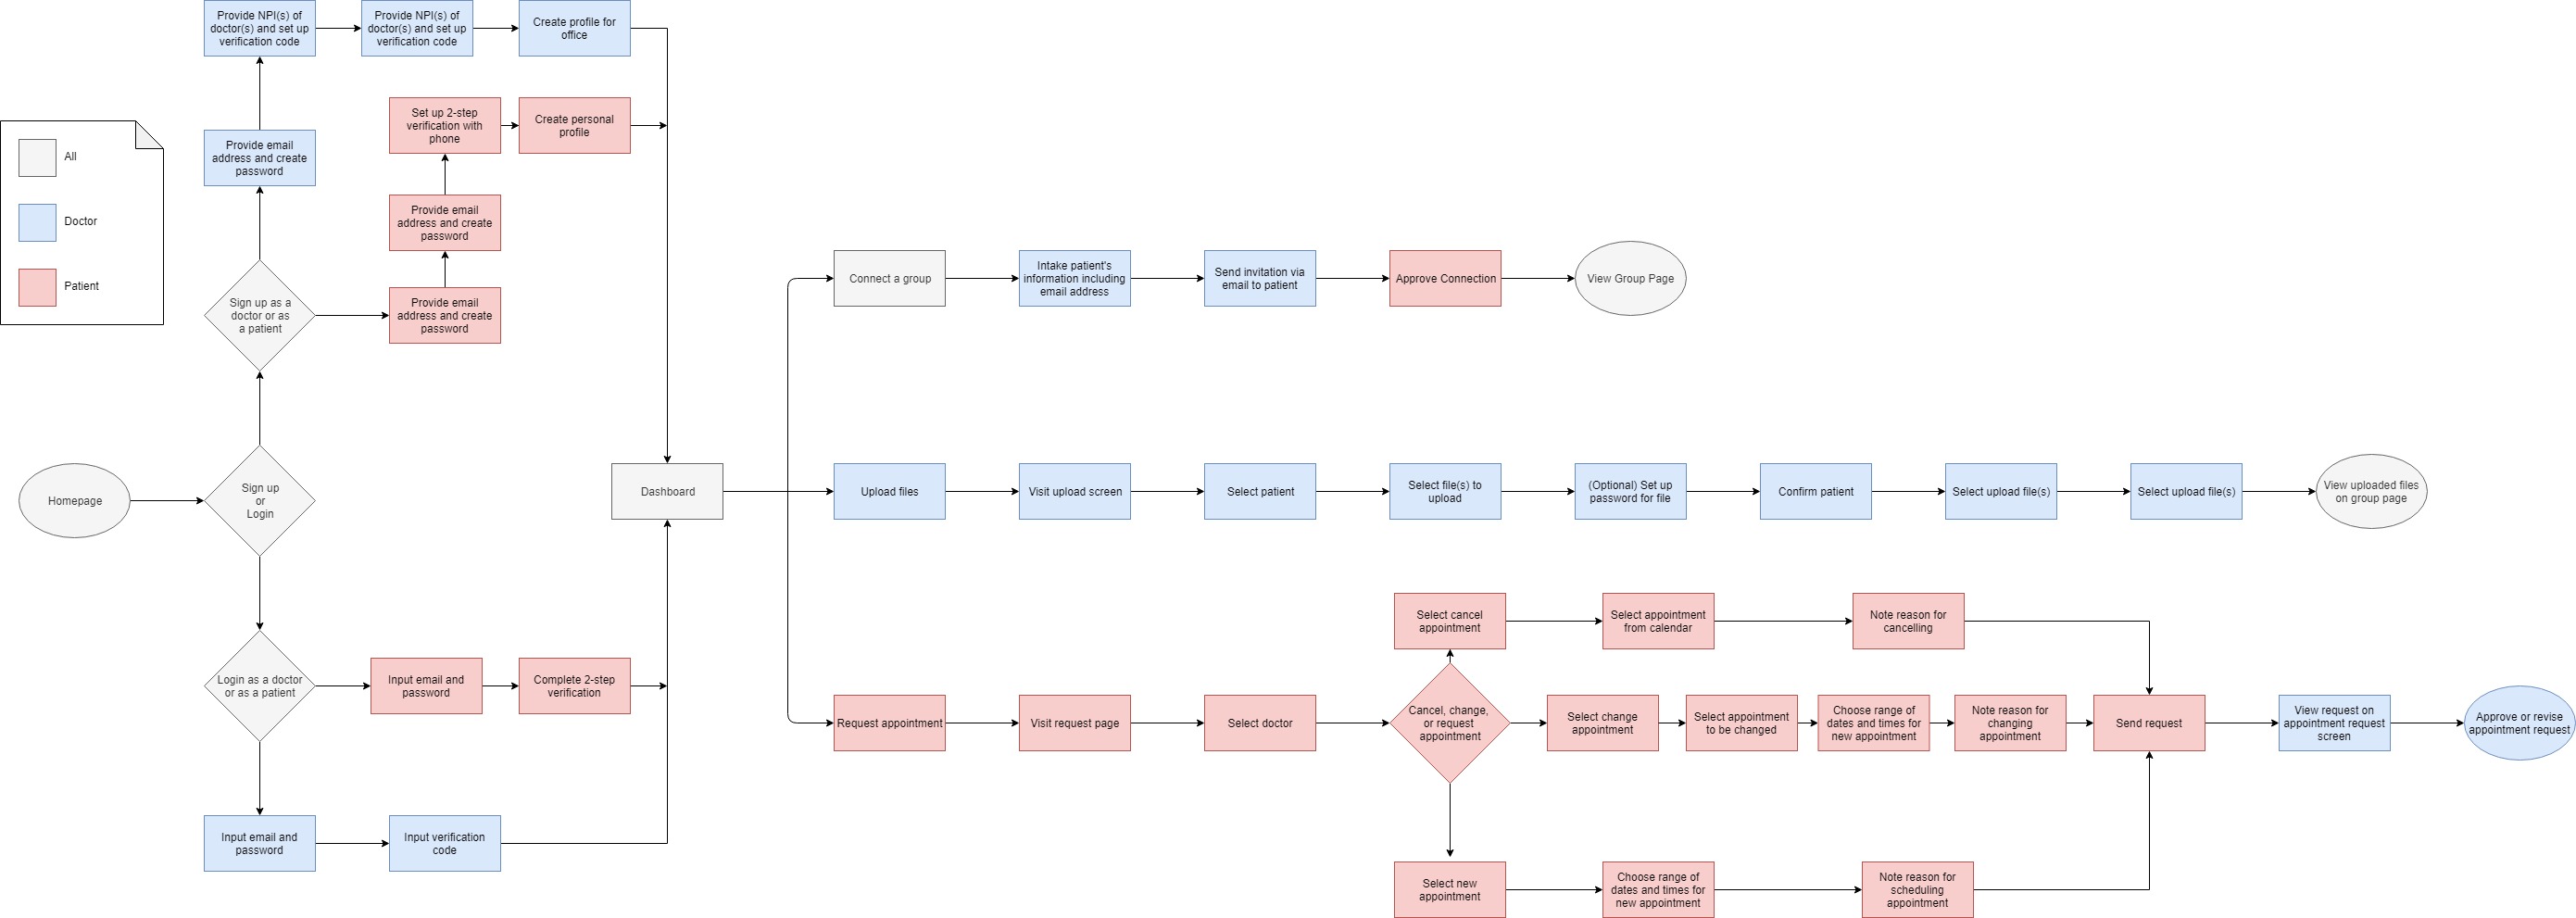 Provide NPI(s) of
doctor(s) and set up
verification code
Provide NPI(s) of
doctor(s) and set up
verification code
Create profile for
office
Set up 2-step
verification with
phone
Create personal
profile
All
Doctor
Patient
Provide email
address and create
password
Provide email
address and create
password
Provide email
address and create
password
Sign up as a
doctor or as
a patient
Homepage
Sign up
or
Login
Login as a doctor
or as a patient
Input email and
password
Complete 2-step
verification
Input email and
password
Input verification
code
Dashboard
Connect a group
Intake patient's
information including
email address
Send invitation via
email to patient
Approve Connection
View Group Page
Upload files
Visit upload screen
Select patient
Select file(s) to
upload
(Optional) Set up
password for file
Confirm patient
Select upload file(s)
Select upload file(s)
View uploaded files
on group page
Request appointment
Visit request page
Select doctor
Cancel, change,
or request
appointment
Select cancel
appointment
Select appointment
from calendar
Note reason for
cancelling
Select change
appointment
Select appointment
to be changed
Choose range of
dates and times for
new appointment
Note reason for
changing
appointment
Send request
View request on
appointment request
screen
Approve or revise
appointment request
Select new
appointment
Choose range of
dates and times for
new appointment
Note reason for
scheduling
appointment